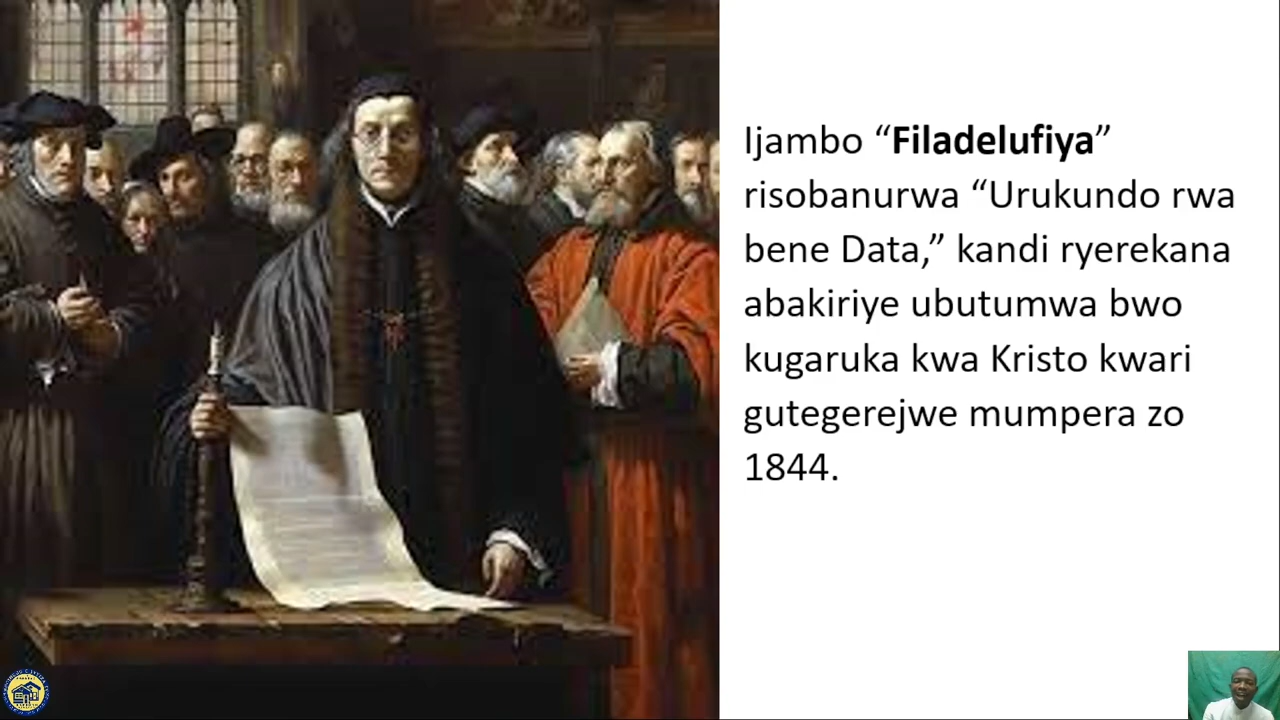 Ijambo “Filadelufiya”
risobanurwa “Urukundo rwa
bene Data,” kandi ryerekana
abakiriye ubutumwa bwo
kugaruka kwa Kristo kwari
gutegerejwe mumpera zo
1844.